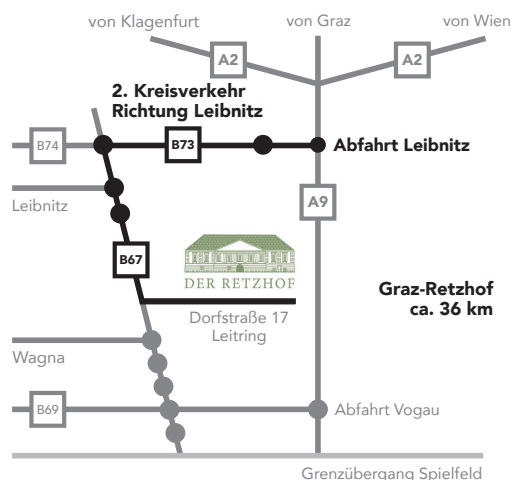 von Klagenfurt
von Graz
von Wien
A2
A2
2. Kreisverkehr
Richtung Leibnitz
B74
B73
Abfahrt Leibnitz
Leibnitz
A9
B67
DER RETZHOF
Graz-Retzhof
ca. 36 km
Dorfstraße 17
Leitring
Wagna
B69
Abfahrt Vogau
Grenzübergang Spielfeld